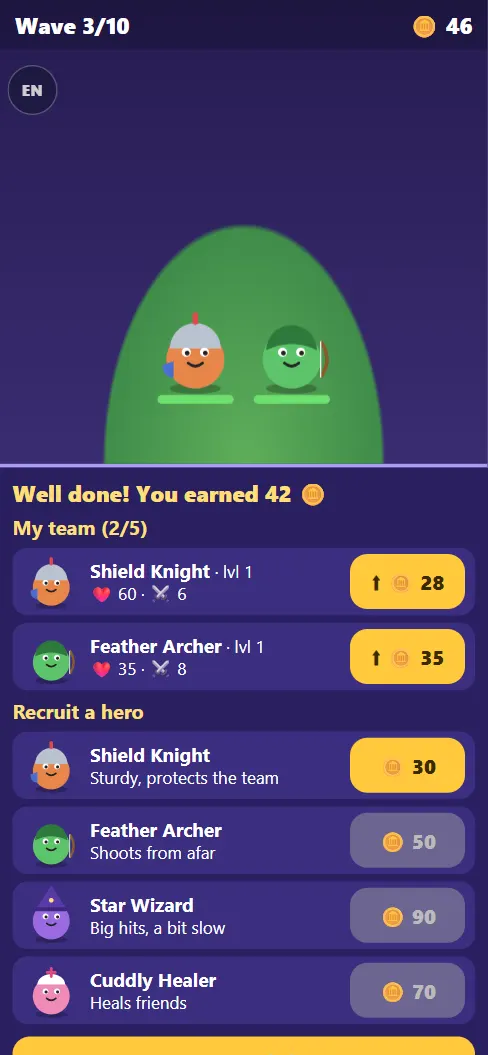 Wave 3/10
46
EN
Well done! You earned 42
My team (2/5)
Shield Knight · lvl 1
60 · 6
28
Feather Archer · lvl 1
35 · 8
35
Recruit a hero
Shield Knight
Sturdy, protects the team
30
Feather Archer
Shoots from afar
50
Star Wizard
Big hits, a bit slow
90
Cuddly Healer
Heals friends
70